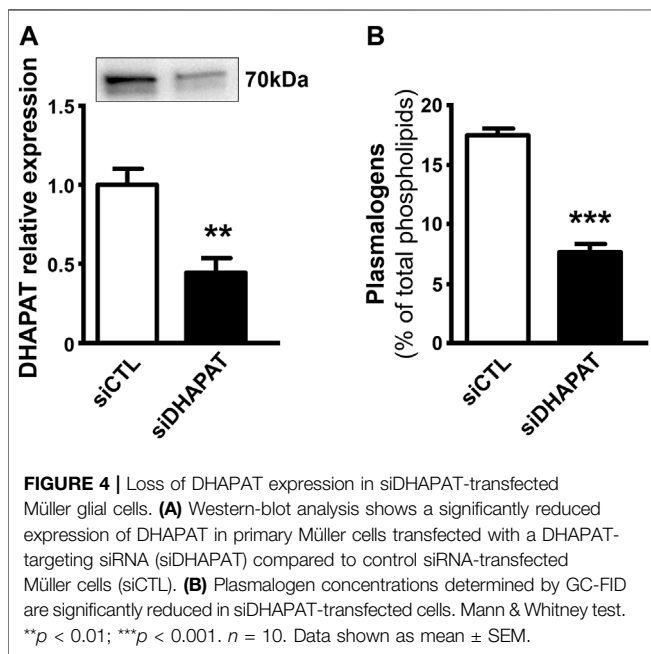 A
70kDa
DHAPAT relative expression
1.5
1.0
0.5
0
**
siCTL
siDHAPAT
B
Plasmalogens
(% of total phospholipids)
20
15
10
5
0
***
siCTL
siDHAPAT
FIGURE 4 | Loss of DHAPAT expression in siDHAPAT-transfected
Müller glial cells. (A) Western-blot analysis shows a significantly reduced
expression of DHAPAT in primary Müller cells transfected with a DHAPAT-
targeting siRNA (siDHAPAT) compared to control siRNA-transfected
Müller cells (siCTL). (B) Plasmalogen concentrations determined by GC-FID
are significantly reduced in siDHAPAT-transfected cells. Mann & Whitney test.
**p < 0.01; ***p < 0.001. n = 10. Data shown as mean ± SEM.